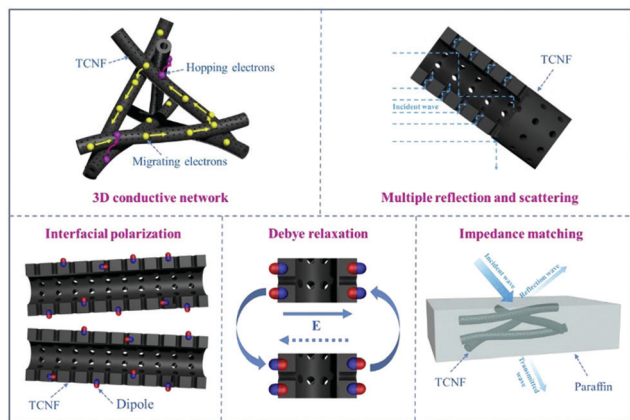 TCNF
Hopping electrons
Migrating electrons
3D conductive network
TCNF
Incident wave
Multiple reflection and scattering
Interfacial polarization
TCNF
Dipole
Debye relaxation
E
Impedance matching
Incident wave
Reflection wave
TCNF
Transmitted
wave
Paraffin